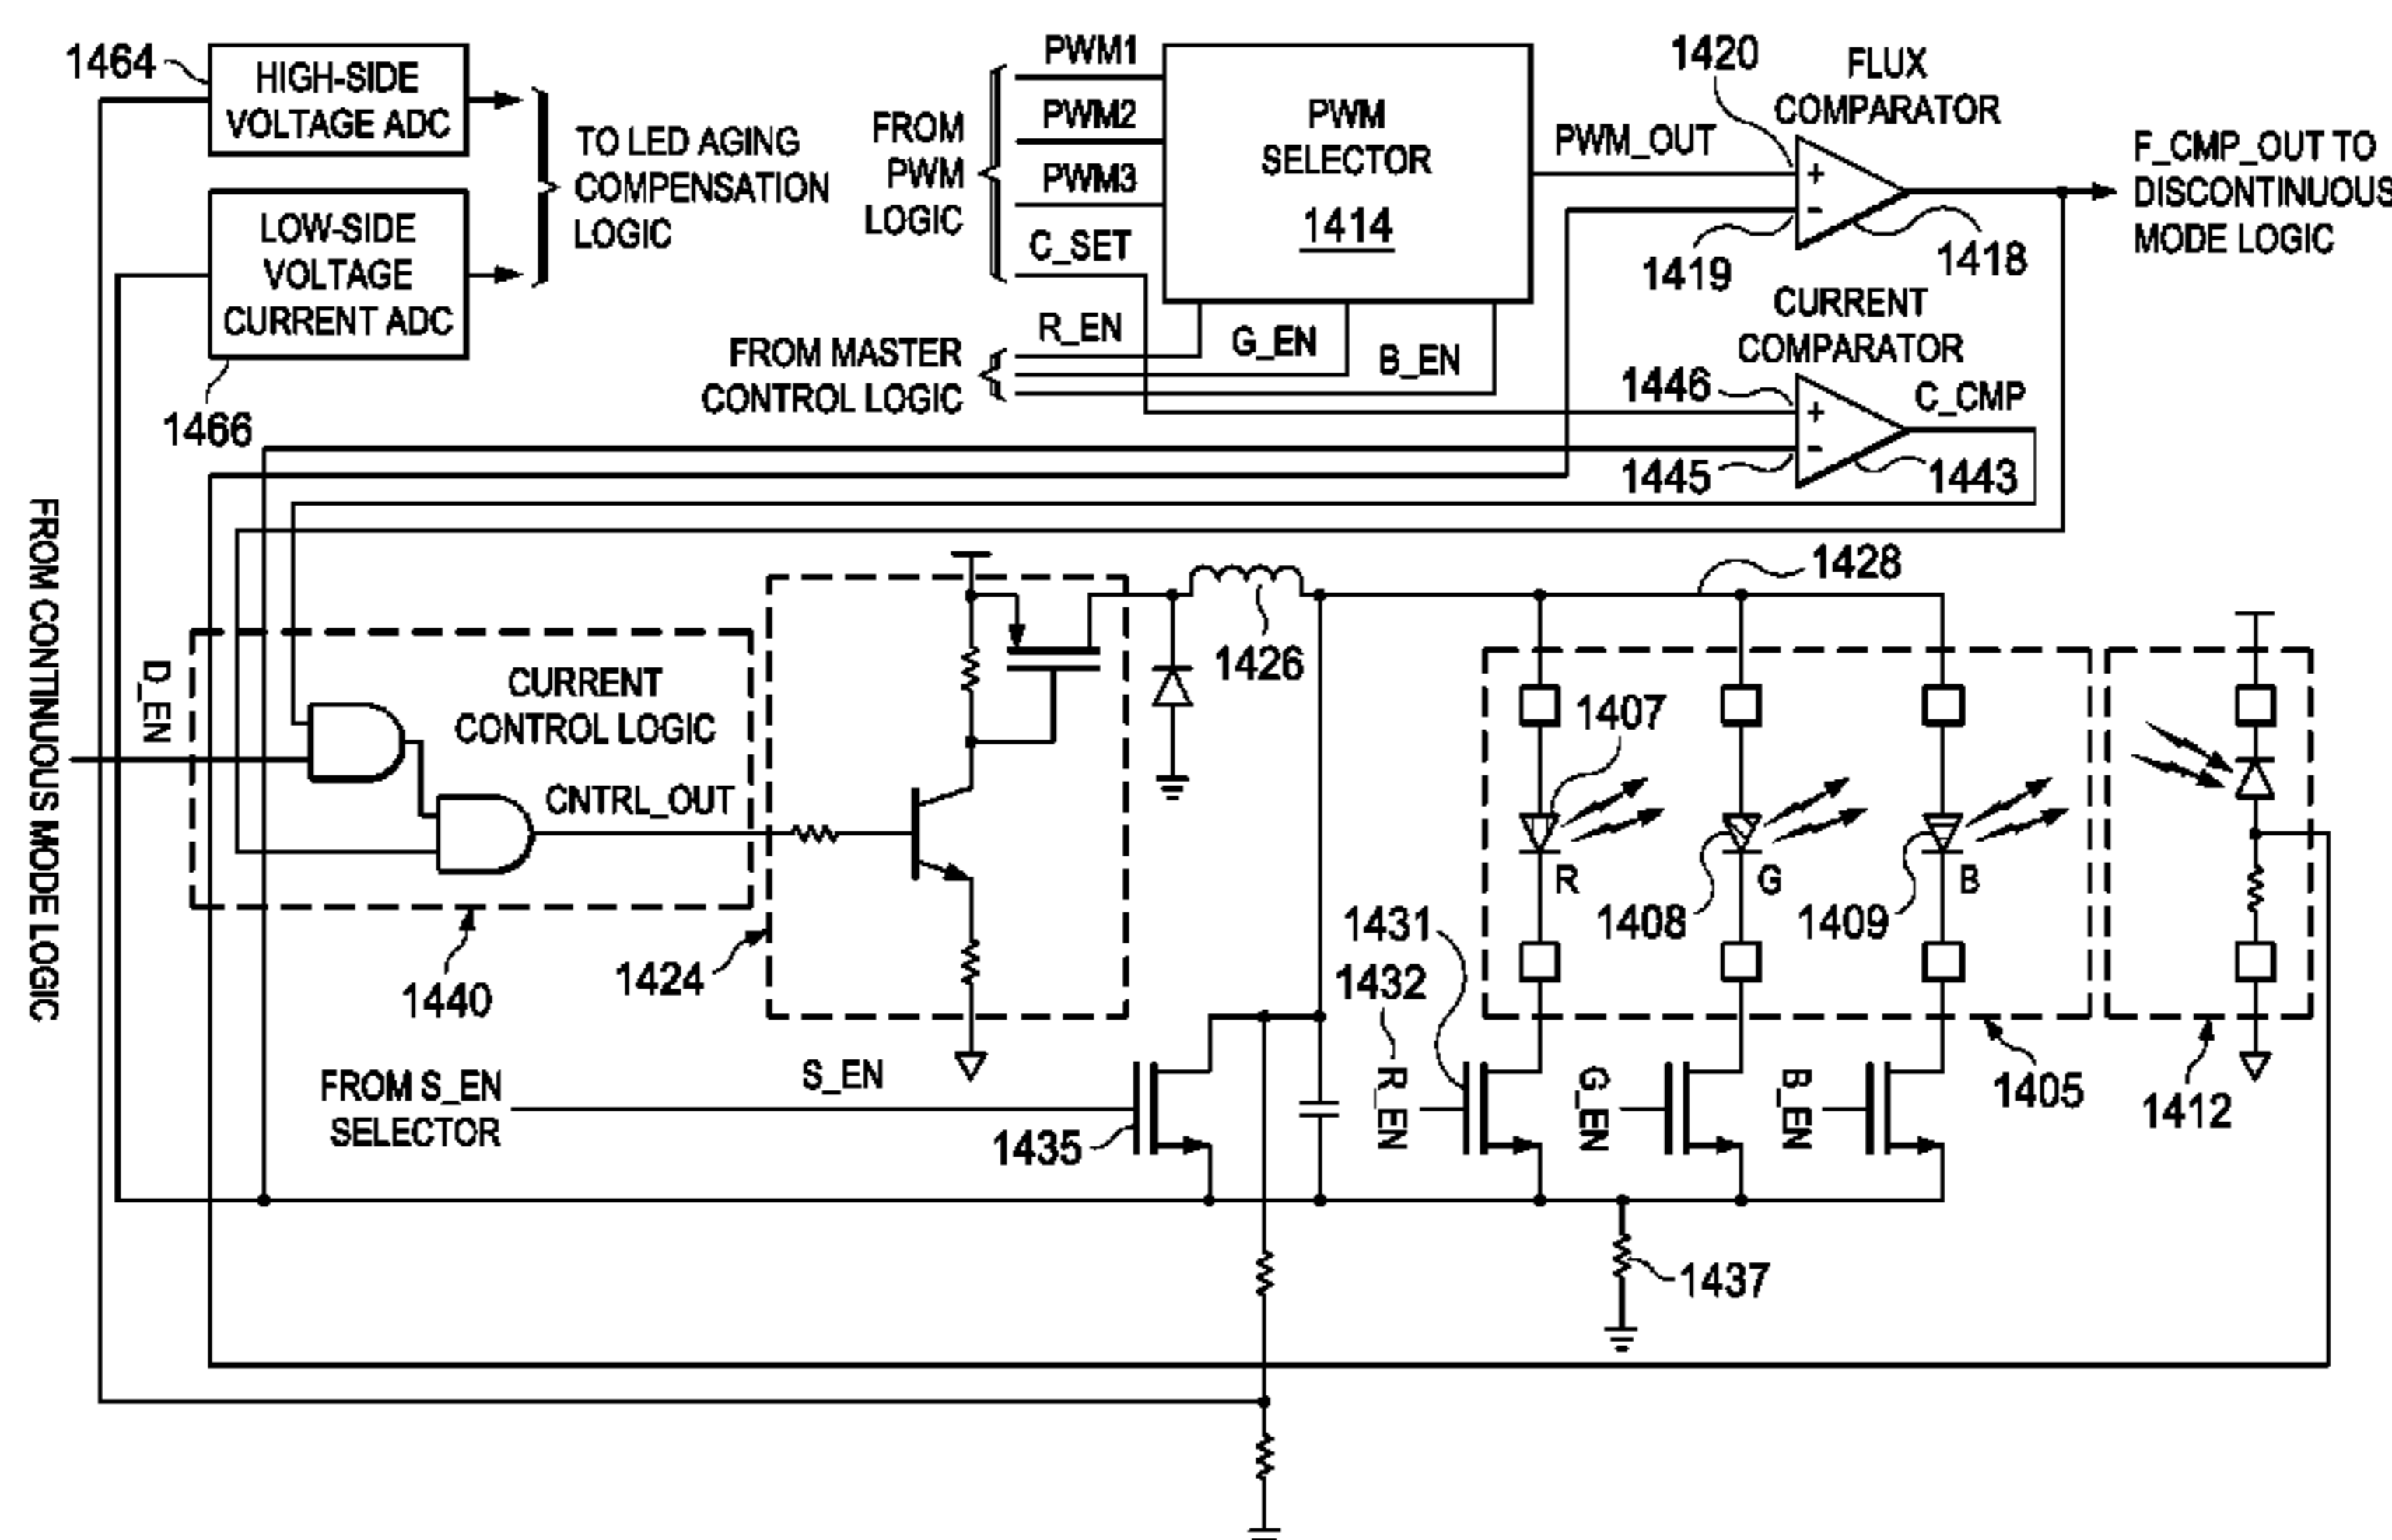 1464
HIGH-SIDE
VOLTAGE ADC
LOW-SIDE
VOLTAGE
CURRENT ADC
1466
TO LED AGING
COMPENSATION
LOGIC
FROM
PWM
LOGIC
PWM1
PWM2
PWM3
C_SET
PWM
SELECTOR
1414
FROM MASTER
CONTROL LOGIC
R_EN
G_EN
B_EN
PWM_OUT
1420
FLUX
COMPARATOR
+
-
1419
1418
F_CMP_OUT TO
DISCONTINUOUS
MODE LOGIC
CURRENT
COMPARATOR
1446
C_CMP
+
-
1445
1443
FROM CONTINUOUS MODE LOGIC
D_EN
CURRENT
CONTROL LOGIC
CNTRL_OUT
1440
1424
1426
1428
1407
R
1408
G
1409
B
1431
1432
R_EN
G_EN
B_EN
1405
1412
FROM S_EN
SELECTOR
S_EN
1435
1437